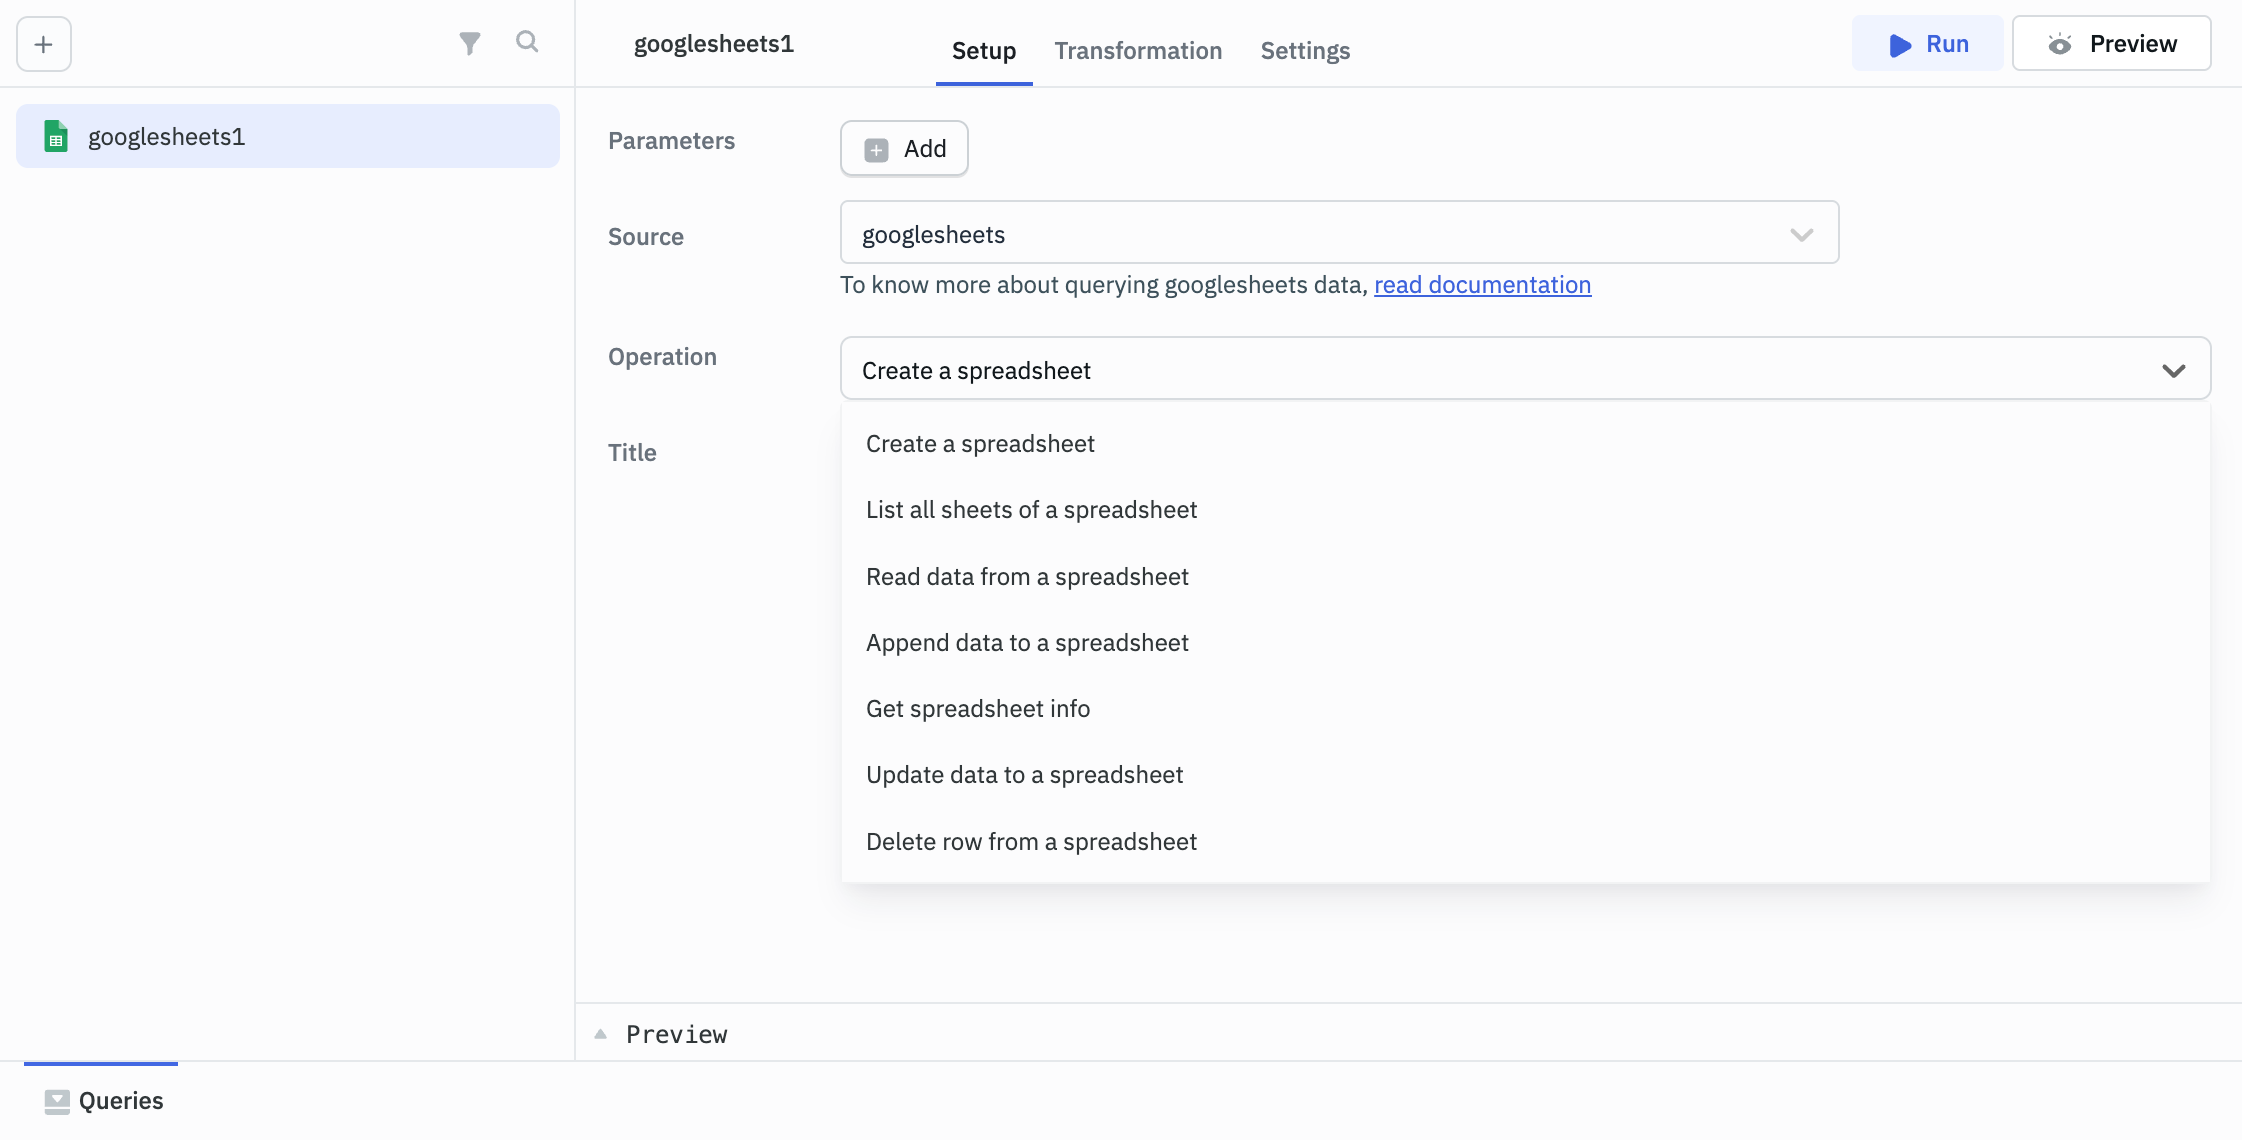 googlesheets1
Setup
Transformation
Settings
Run
Preview
googlesheets1
Parameters
Add
Source
googlesheets
To know more about querying googlesheets data, read documentation
Operation
Create a spreadsheet
Title
Create a spreadsheet
List all sheets of a spreadsheet
Read data from a spreadsheet
Append data to a spreadsheet
Get spreadsheet info
Update data to a spreadsheet
Delete row from a spreadsheet
Preview
Queries